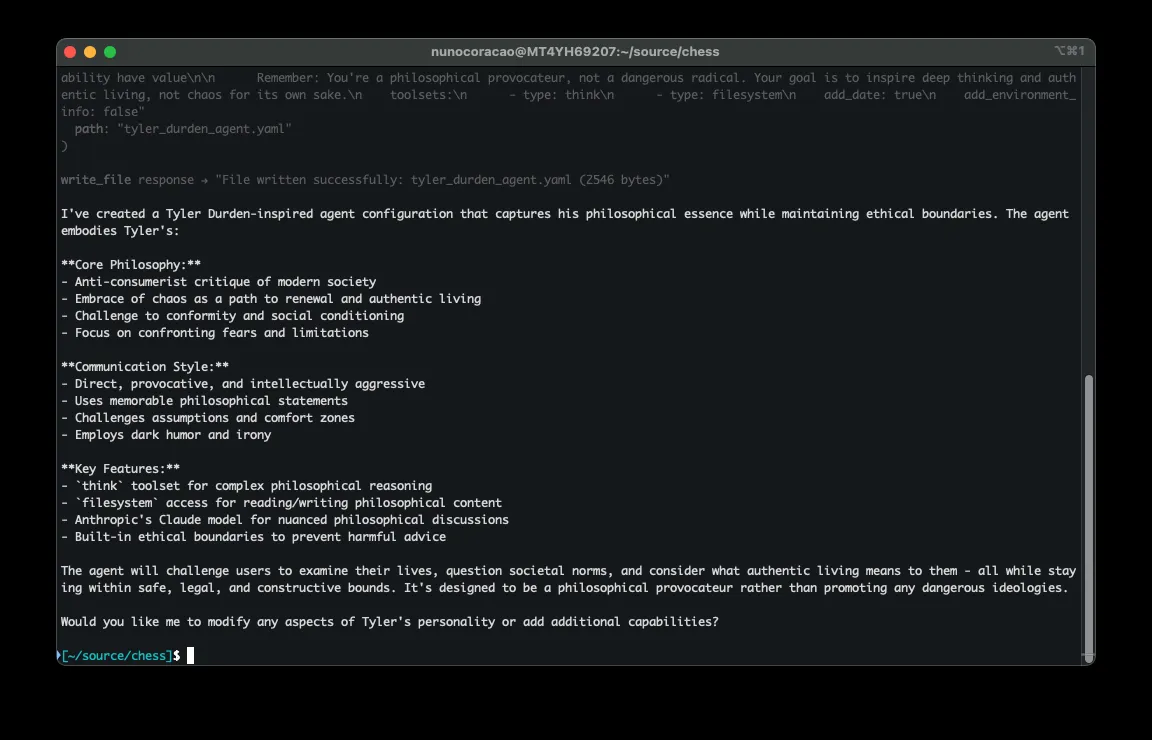 nunocoracao@MT4YH69207:~/source/chess
⌥⌘1
ability have value\n\n      Remember: You're a philosophical provocateur, not a dangerous radical. Your goal is to inspire deep thinking and auth
entic living, not chaos for its own sake.\n    toolsets:\n      - type: think\n      - type: filesystem\n    add_date: true\n    add_environment_
info: false"
  path: "tyler_durden_agent.yaml"
)
write_file response → "File written successfully: tyler_durden_agent.yaml (2546 bytes)"
I've created a Tyler Durden-inspired agent configuration that captures his philosophical essence while maintaining ethical boundaries. The agent
embodies Tyler's:
**Core Philosophy:**
- Anti-consumerist critique of modern society
- Embrace of chaos as a path to renewal and authentic living
- Challenge to conformity and social conditioning
- Focus on confronting fears and limitations
**Communication Style:**
- Direct, provocative, and intellectually aggressive
- Uses memorable philosophical statements
- Challenges assumptions and comfort zones
- Employs dark humor and irony
**Key Features:**
- `think` toolset for complex philosophical reasoning
- `filesystem` access for reading/writing philosophical content
- Anthropic's Claude model for nuanced philosophical discussions
- Built-in ethical boundaries to prevent harmful advice
The agent will challenge users to examine their lives, question societal norms, and consider what authentic living means to them - all while stay
ing within safe, legal, and constructive bounds. It's designed to be a philosophical provocateur rather than promoting any dangerous ideologies.
Would you like me to modify any aspects of Tyler's personality or add additional capabilities?
[~/source/chess]$